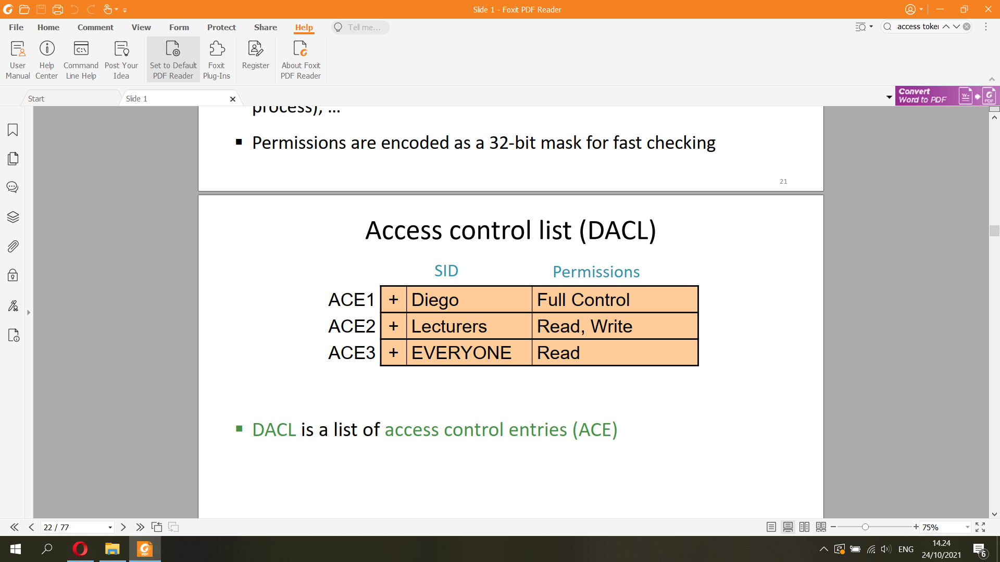 Slide 1 - Foxit PDF Reader
File Home Comment View Form Protect Share Help Tell me... access token
User Manual
Help Center
Command Line Help
Post Your Idea
Set to Default PDF Reader
Foxit Plug-Ins
Register
About Foxit PDF Reader
Start
Slide 1
Convert
Word to PDF
process), ...
▪ Permissions are encoded as a 32-bit mask for fast checking
21
Access control list (DACL)
SID Permissions
ACE1 + Diego Full Control
ACE2 + Lecturers Read, Write
ACE3 + EVERYONE Read
▪ DACL is a list of access control entries (ACE)
22 / 77
75%
ENG
14.24
24/10/2021
6